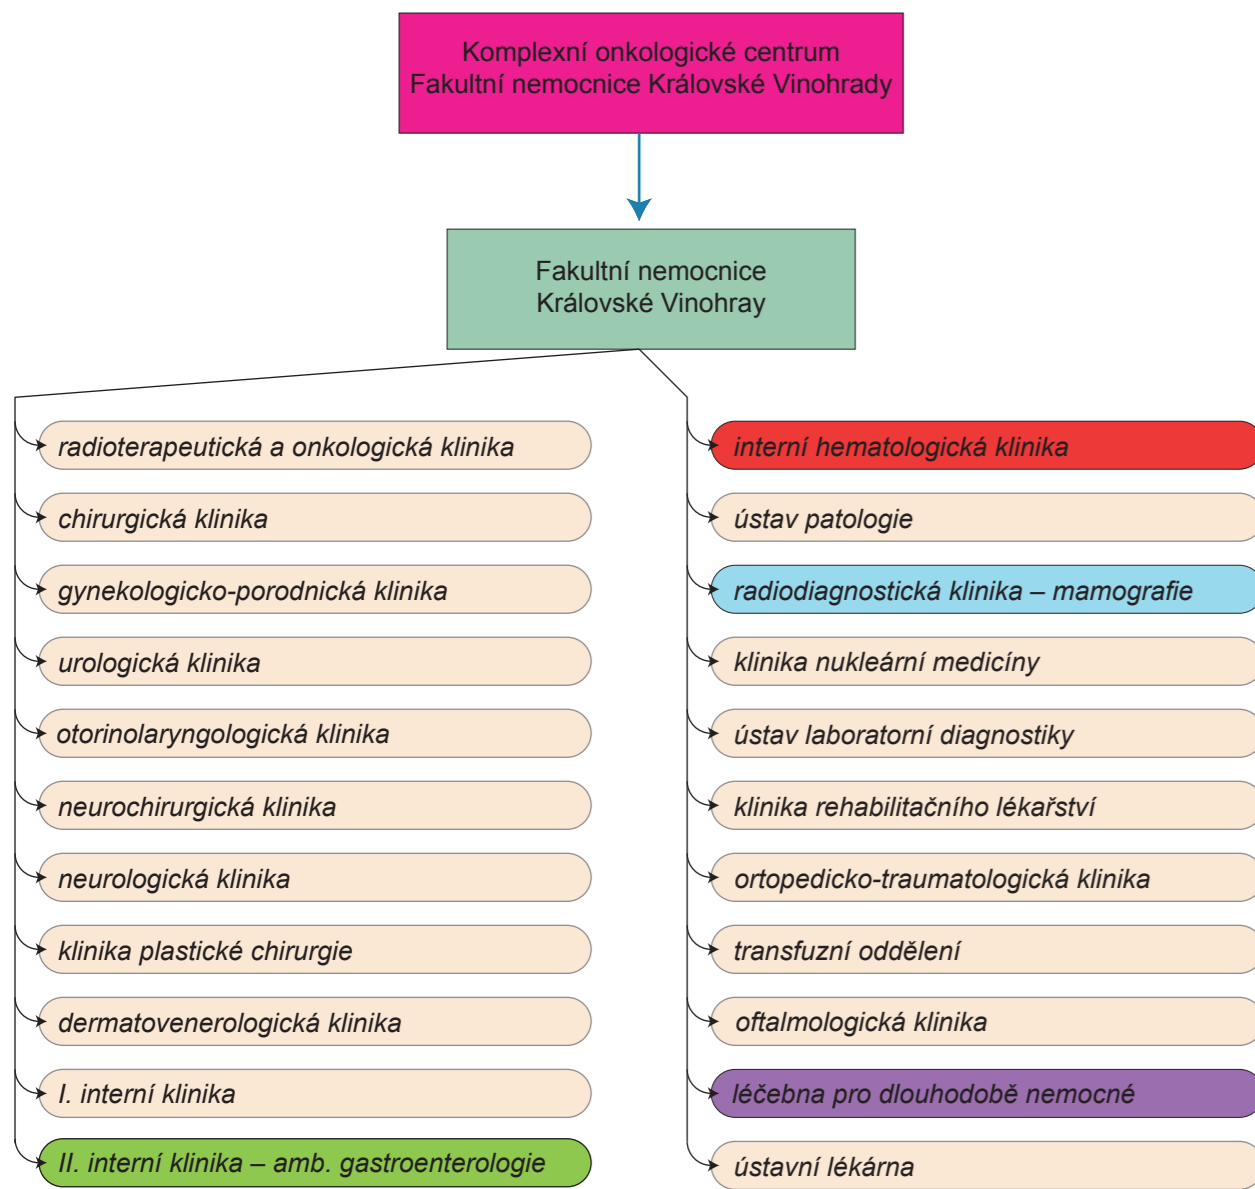 Komplexní onkologické centrum
Fakultní nemocnice Královské Vinohrady
Fakultní nemocnice
Královské Vinohray
radioterapeutická a onkologická klinika
chirurgická klinika
gynekologicko-porodnická klinika
urologická klinika
otorinolaryngologická klinika
neurochirurgická klinika
neurologická klinika
klinika plastické chirurgie
dermatovenerologická klinika
I. interní klinika
II. interní klinika – amb. gastroenterologie
interní hematologická klinika
ústav patologie
radiodiagnostická klinika – mamografie
klinika nukleární medicíny
ústav laboratorní diagnostiky
klinika rehabilitačního lékařství
ortopedicko-traumatologická klinika
transfuzní oddělení
oftalmologická klinika
léčebna pro dlouhodobě nemocné
ústavní lékárna